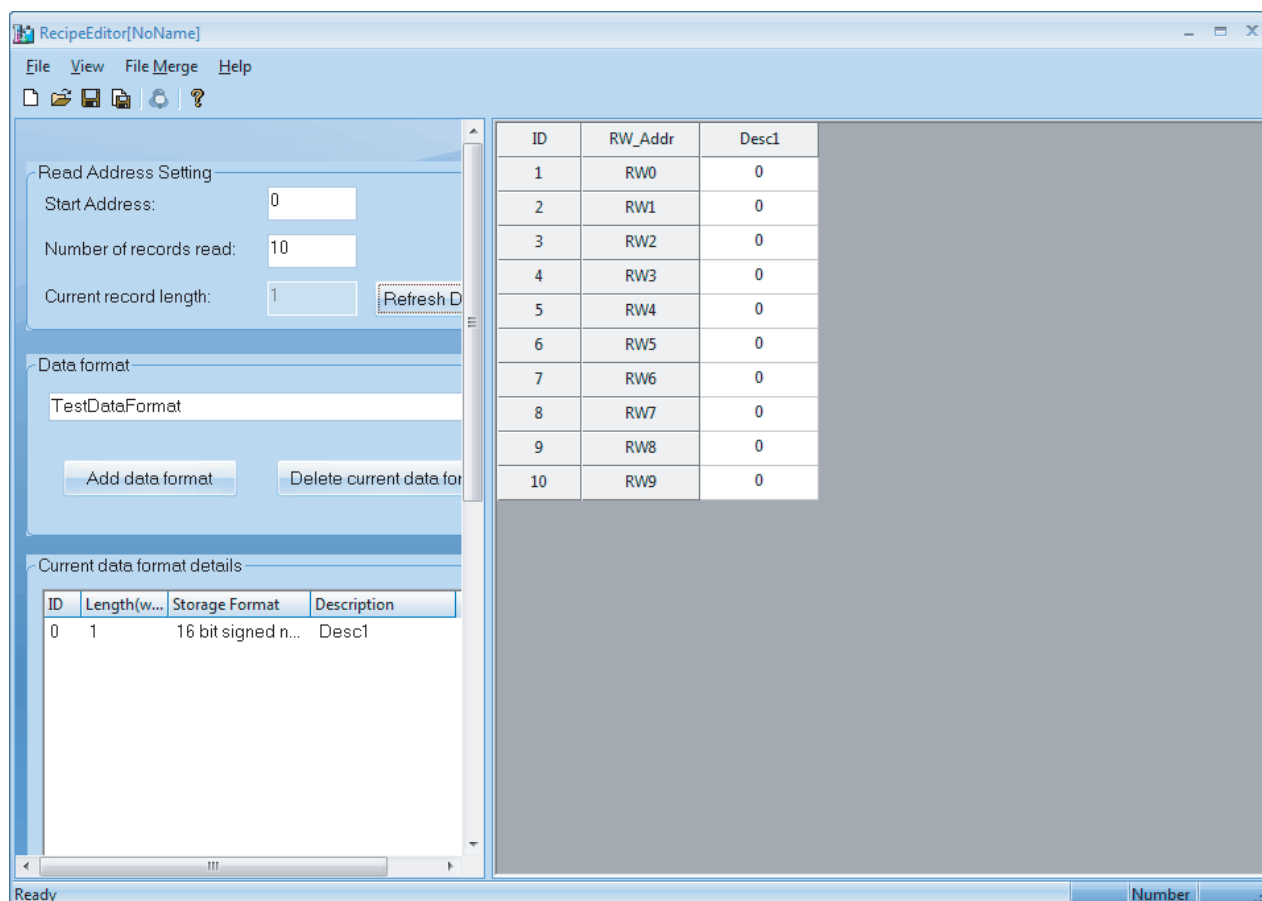 RecipeEditor[NoName]
File View File Merge Help
Read Address Setting
Start Address: 0
Number of records read: 10
Current record length: 1 Refresh D
Data format
TestDataFormat
Add data format Delete current data for
Current data format details
ID Length(w... Storage Format Description
0 1 16 bit signed n... Desc1
ID RW_Addr Desc1
1 RW0 0
2 RW1 0
3 RW2 0
4 RW3 0
5 RW4 0
6 RW5 0
7 RW6 0
8 RW7 0
9 RW8 0
10 RW9 0
Ready Number